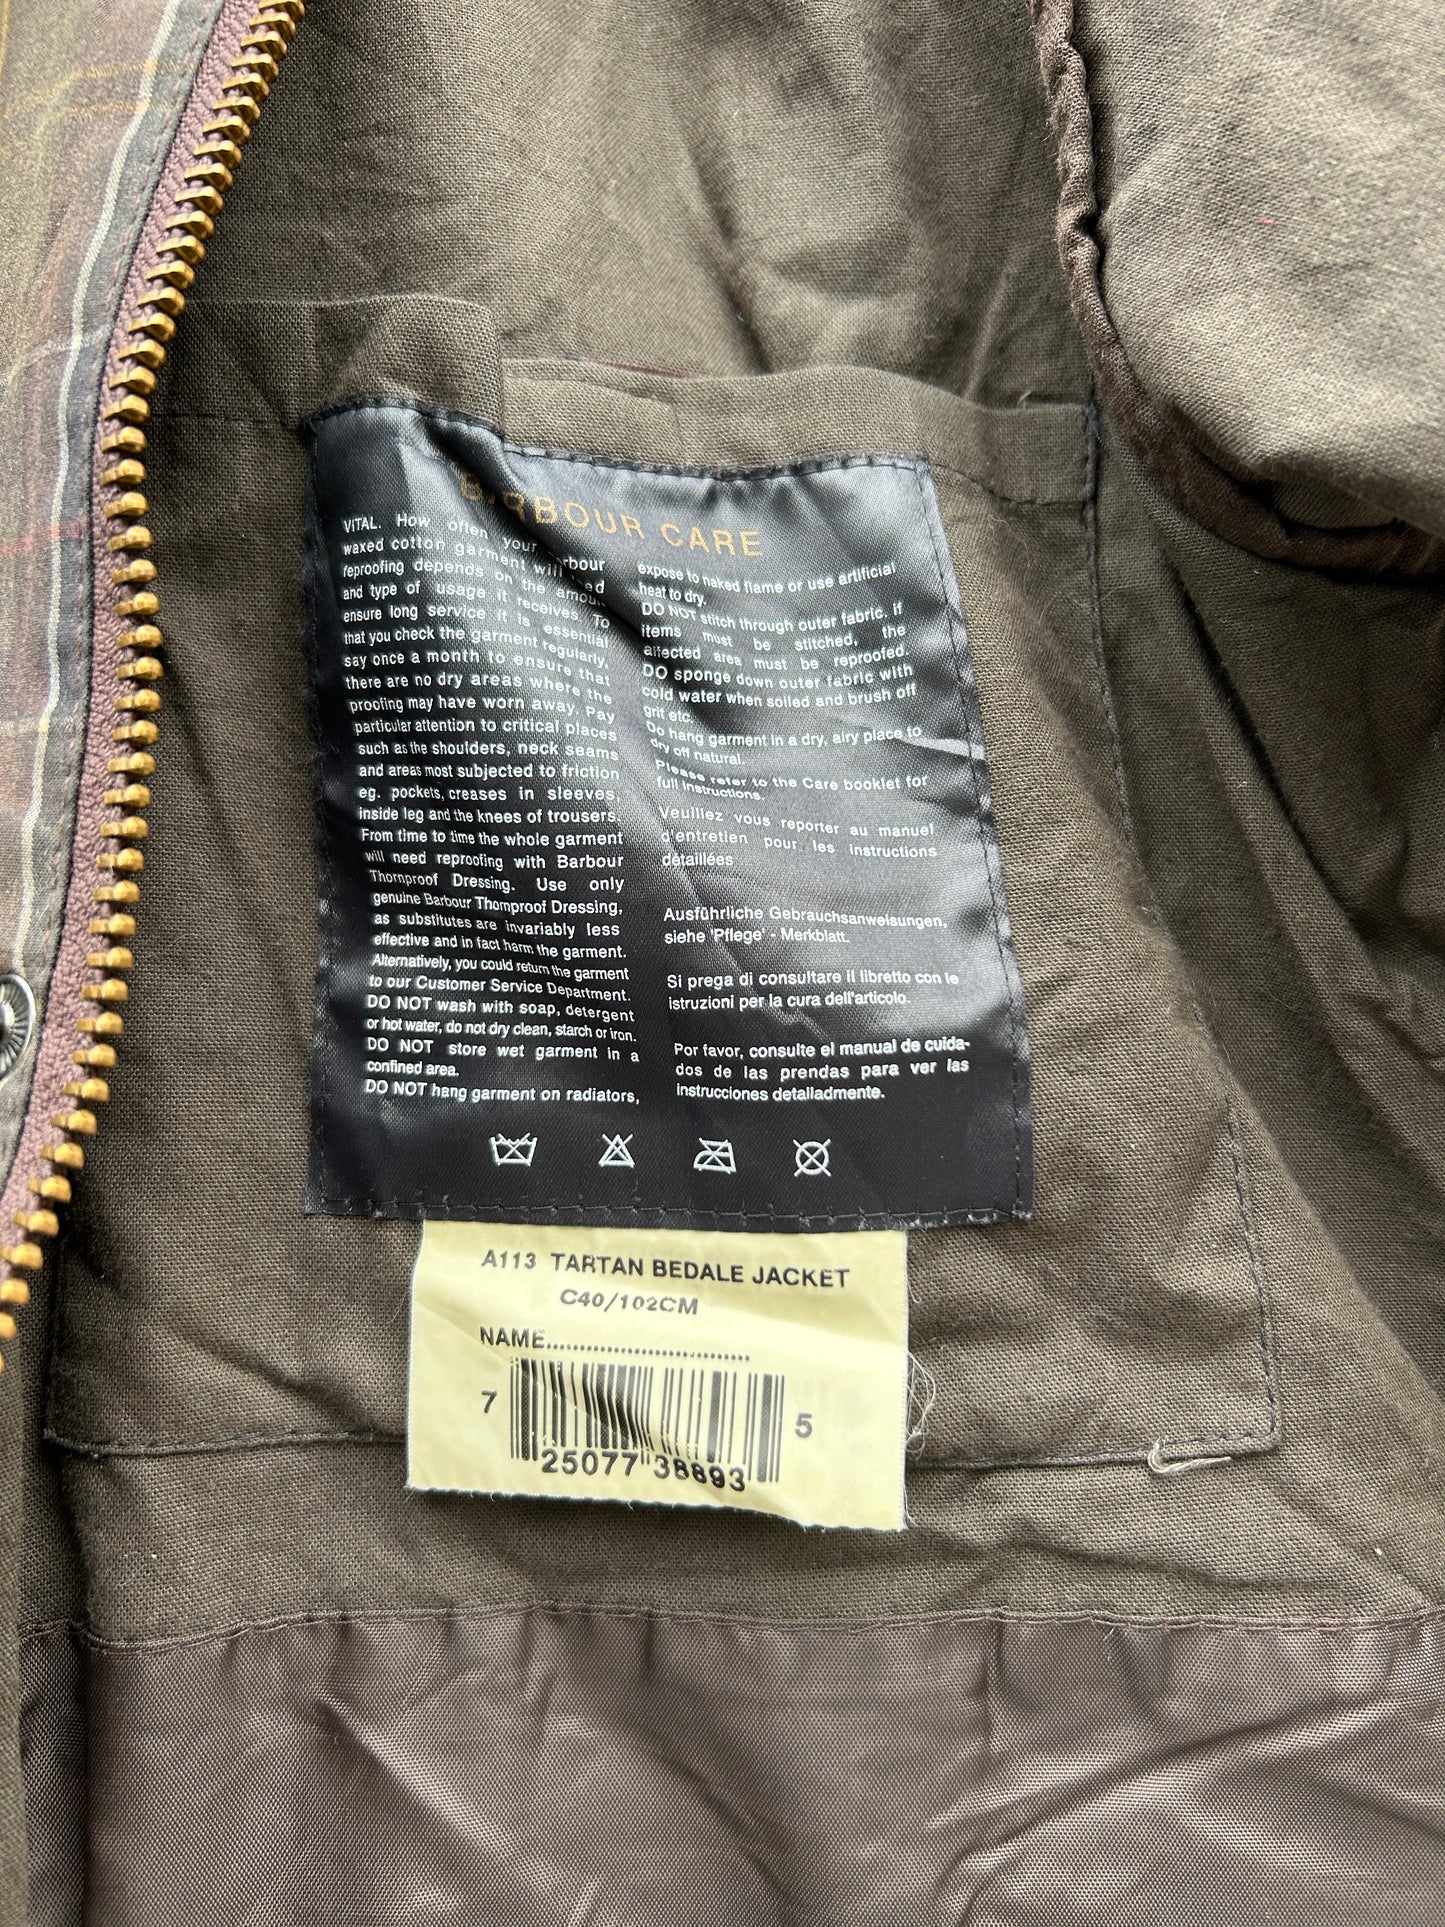 BARBOUR CARE
VITAL. How often your
waxed cotton garment will
reproofing depends on the
and type of usage it receives. To
ensure long service it is essential
that you check the garment regularly,
say once a month to ensure that
there are no dry areas where the
proofing may have worn away. Pay
particular attention to critical places
such as the shoulders, neck seams
and areas most subjected to friction
eg. pockets, creases in sleeves,
inside leg and the knees of trousers.
From time to time the whole garment
will need reproofing with Barbour
Thornproof Dressing. Use only
genuine Barbour Thornproof Dressing,
as substitutes are invariably less
effective and in fact harm the garment.
Alternatively, you could return the garment
to our Customer Service Department.
DO NOT wash with soap, detergent
or hot water, do not dry clean, starch or iron.
DO NOT store wet garment in a
confined area.
DO NOT hang garment on radiators,
expose to naked flame or use artificial
heat to dry.
DO NOT stitch through outer fabric. If
items must be stitched, the
affected area must be reproofed.
DO sponge down outer fabric with
cold water when soiled and brush off
grit etc.
Do hang garment in a dry, airy place to
dry off natural.
Please refer to the Care booklet for
full instructions.
Veuillez vous reporter au manuel
d'entretien pour les instructions
détaillées
Ausführliche Gebrauchsanweisungen,
siehe 'Pflege' - Merkblatt.
Si prega di consultare il libretto con le
istruzioni per la cura dell'articolo.
Por favor, consulte el manual de cuida-
dos de las prendas para ver las
instrucciones detalladmente.
A113 TARTAN BEDALE JACKET
C40/102CM
NAME..............................
7 25077 38893 5